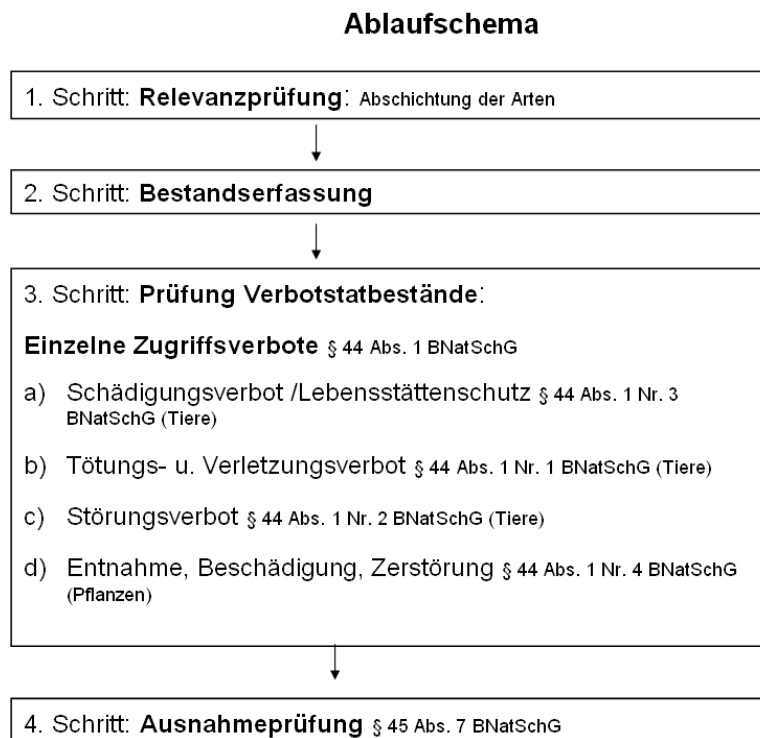 Ablaufschema
1. Schritt: Relevanzprüfung: Abschichtung der Arten
2. Schritt: Bestandserfassung
3. Schritt: Prüfung Verbotstatbestände:
Einzelne Zugriffsverbote § 44 Abs. 1 BNatSchG
a) Schädigungsverbot /Lebensstättenschutz § 44 Abs. 1 Nr. 3
BNatSchG (Tiere)
b) Tötungs- u. Verletzungsverbot § 44 Abs. 1 Nr. 1 BNatSchG (Tiere)
c) Störungsverbot § 44 Abs. 1 Nr. 2 BNatSchG (Tiere)
d) Entnahme, Beschädigung, Zerstörung § 44 Abs. 1 Nr. 4 BNatSchG
(Pflanzen)
4. Schritt: Ausnahmeprüfung § 45 Abs. 7 BNatSchG